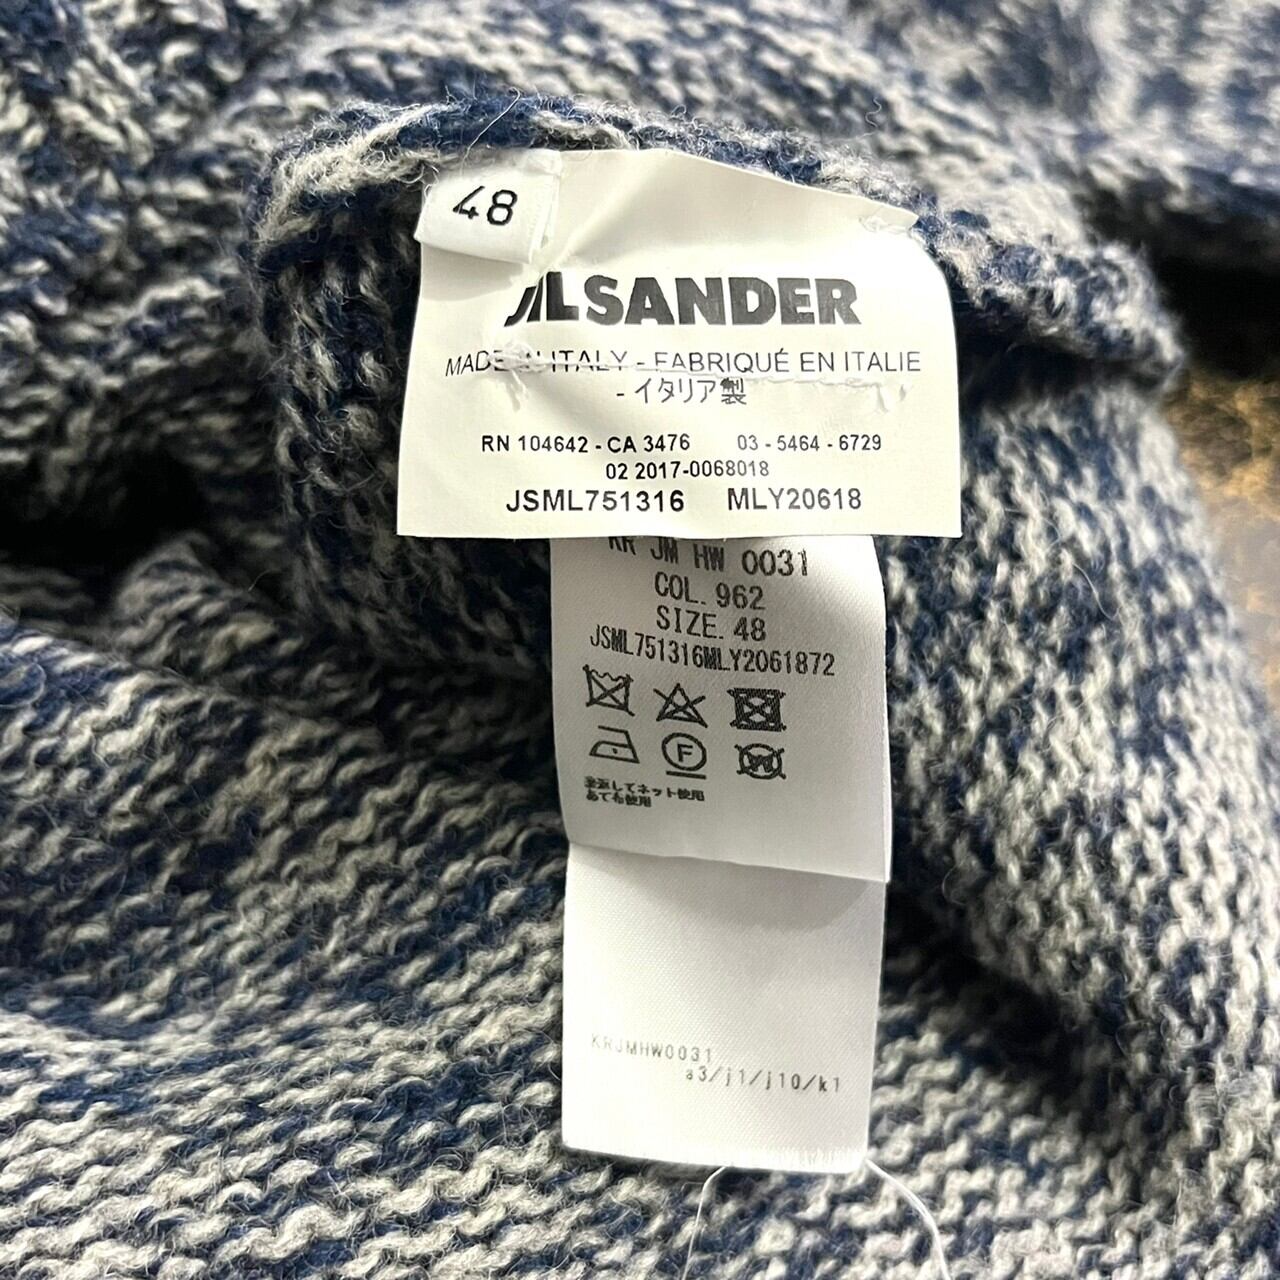 48
JIL SANDER
MADE IN ITALY - FABRIQUÉ EN ITALIE
- イタリア製
RN 104642 - CA 3476 03 - 5464 - 6729
02 2017-0068018
JSML751316 MLY20618
KR JM HW 0031
COL. 962
SIZE. 48
JSML751316MLY2061872
F
W
裏返してネット使用
あて布使用
KRJMHW0031
a3/j1/j10/k1